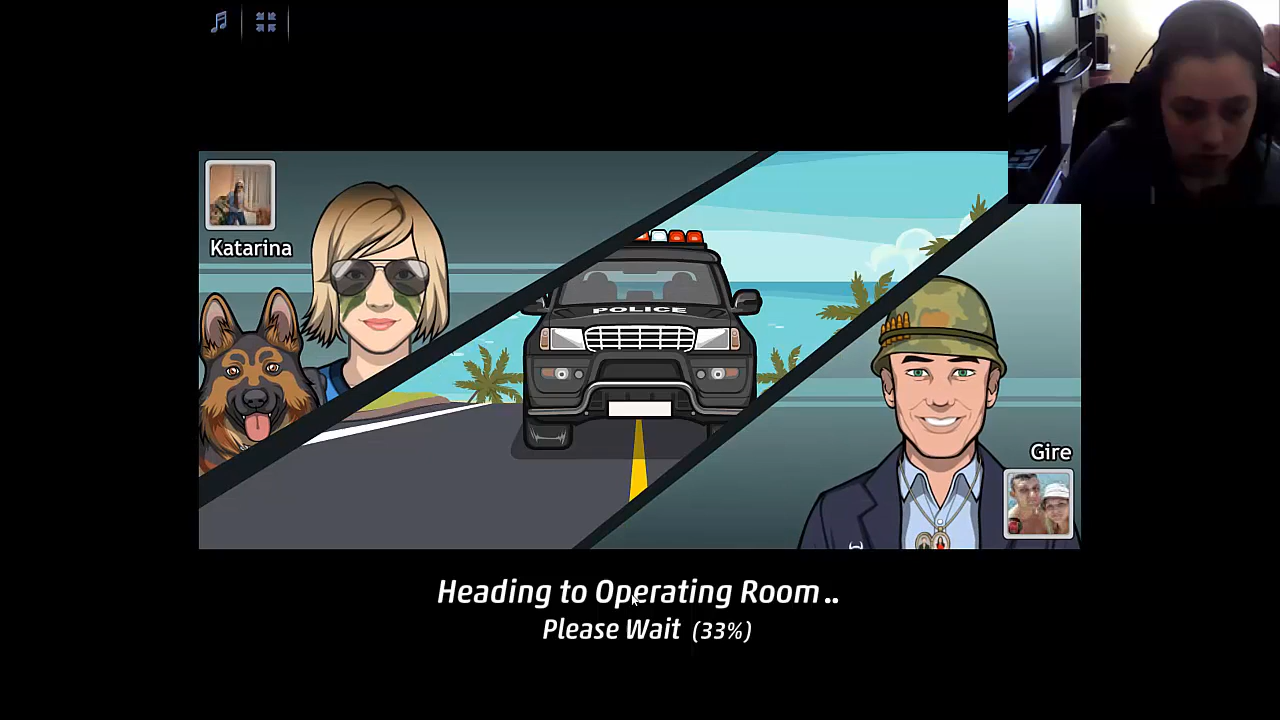 Katarina
POLICE
Gire
Heading to Operating Room..
Please Wait (33%)